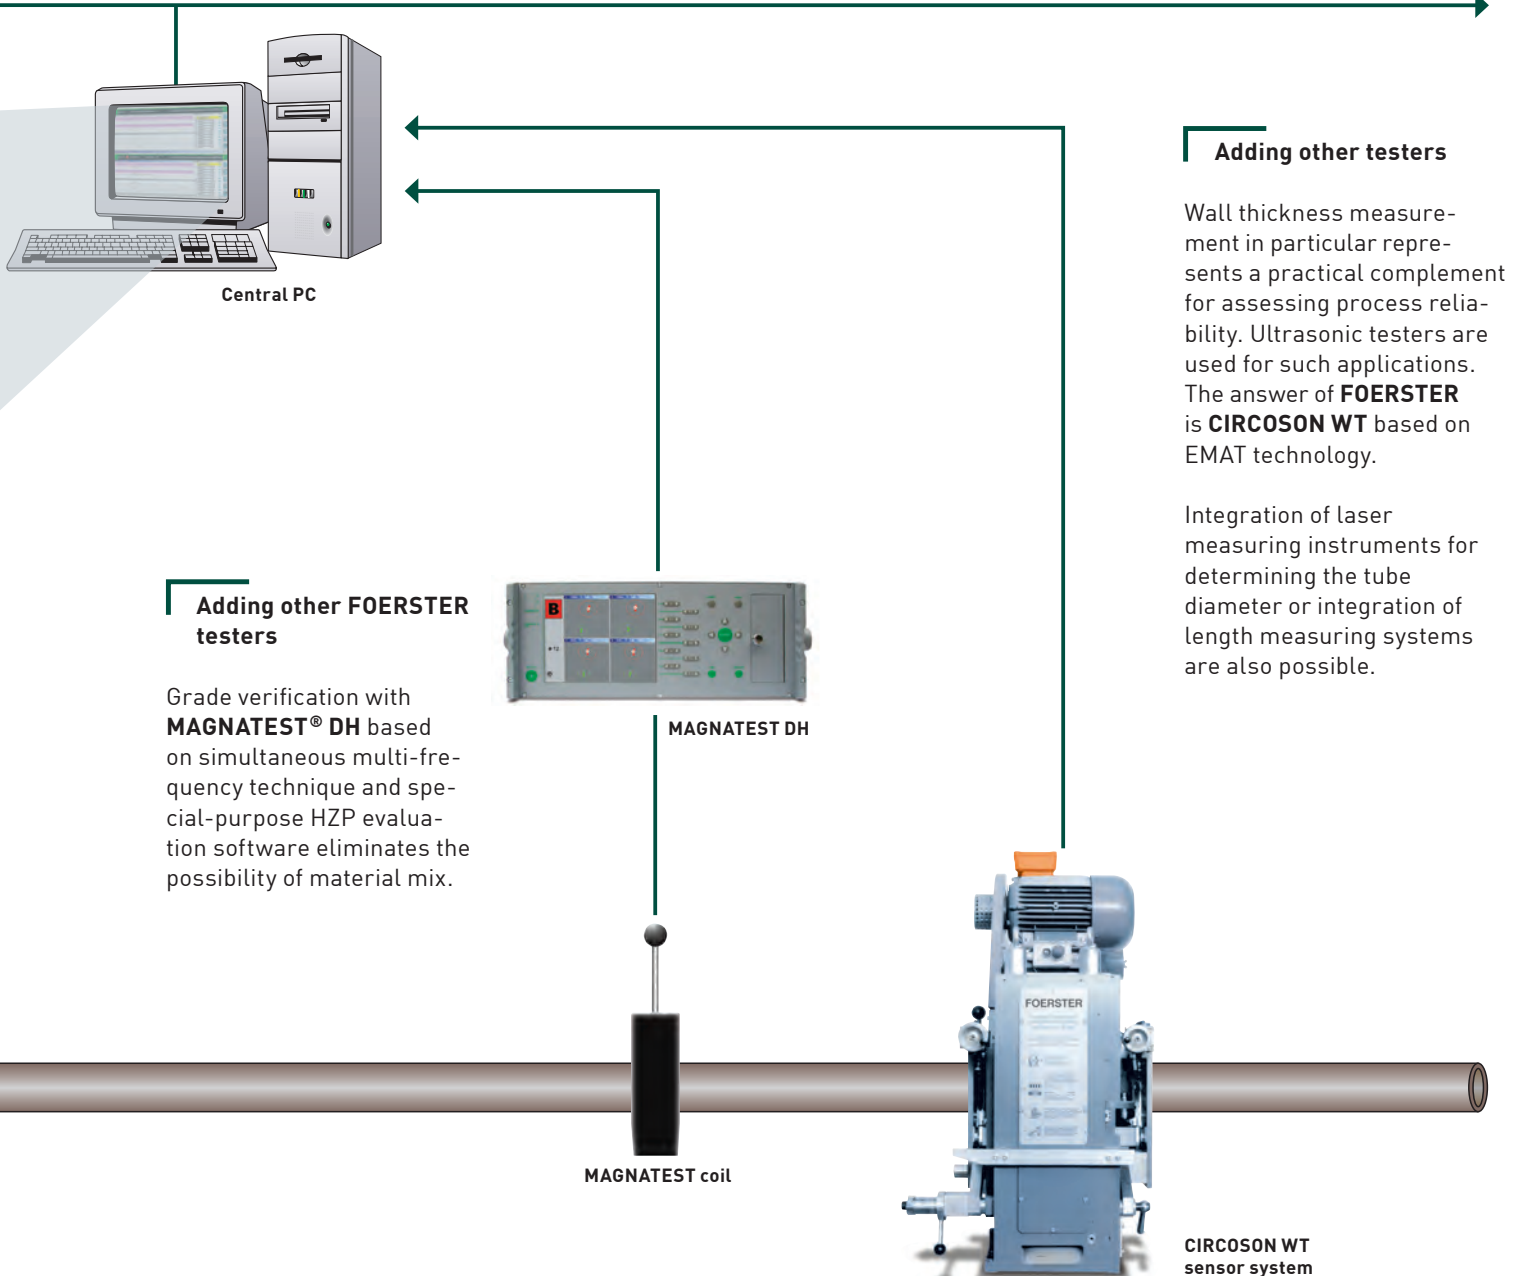 Central PC
Adding other testers
Wall thickness measure-
ment in particular repre-
sents a practical complement
for assessing process relia-
bility. Ultrasonic testers are
used for such applications.
The answer of FOERSTER
is CIRCOSON WT based on
EMAT technology.
Integration of laser
measuring instruments for
determining the tube
diameter or integration of
length measuring systems
are also possible.
Adding other FOERSTER
testers
Grade verification with
MAGNATEST® DH based
on simultaneous multi-fre-
quency technique and spe-
cial-purpose HZP evalua-
tion software eliminates the
possibility of material mix.
B
MAGNATEST DH
FOERSTER
MAGNATEST coil
CIRCOSON WT
sensor system